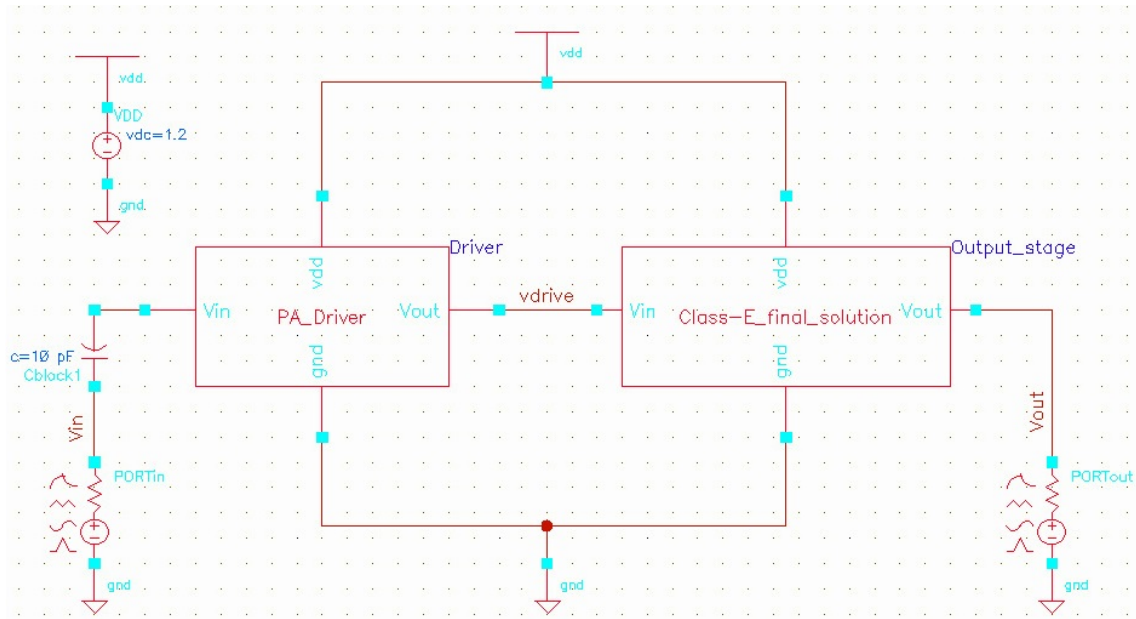 vdd
vdd
VDD
vdc=1.2
gnd
Driver
Output_stage
vdd
vdd
Vin
PA_Driver
Vout
vdrive
Vin
Class-E_final_solution
Vout
gnd
gnd
c=10 pF
Cblock1
Vin
Vout
PORTin
PORTout
gnd
gnd
gnd